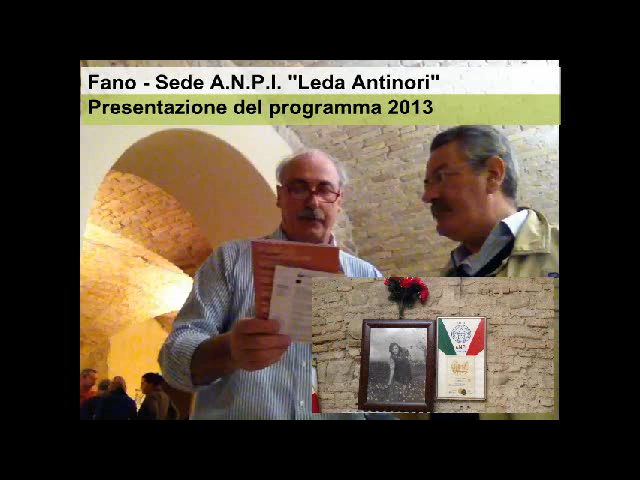 Fano - Sede A.N.P.I. "Leda Antinori"
Presentazione del programma 2013